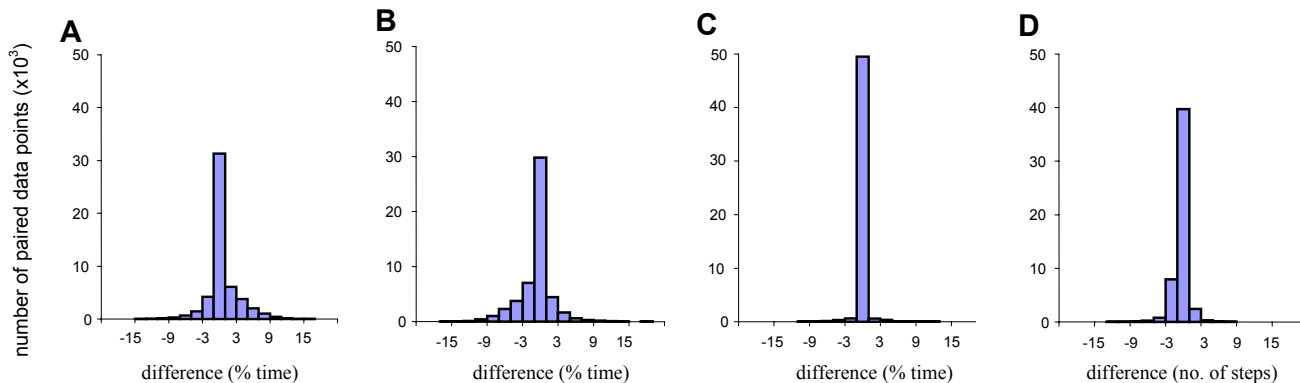 A B C D
number of paired data points (x10³)
50 50 50 50
40 40 40 40
30 30 30 30
20 20 20 20
10 10 10 10
0 0 0 0
-15 -9 -3 3 9 15 -15 -9 -3 3 9 15 -15 -9 -3 3 9 15 -15 -9 -3 3 9 15
difference (% time) difference (% time) difference (% time) difference (no. of steps)